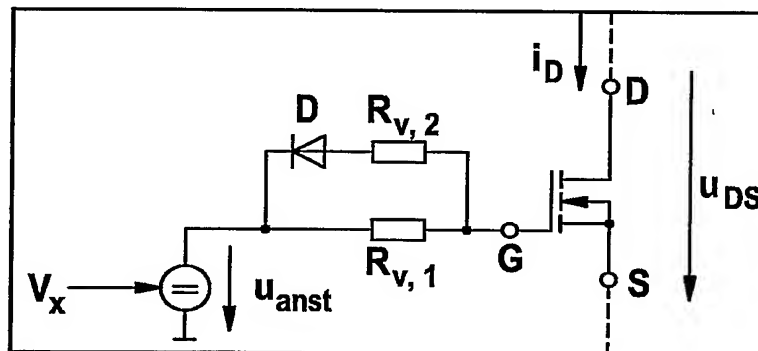 i_D
D
D
R_v, 2
u_DS
G
R_v, 1
S
V_x
u_anst